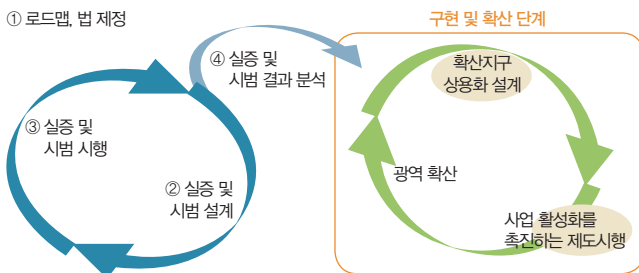 ① 로드맵, 법 제정
구현 및 확산 단계
④ 실증 및
시범 결과 분석
확산지구
상용화 설계
③ 실증 및
시범 시행
② 실증 및
시범 설계
광역 확산
사업 활성화를
촉진하는 제도시행